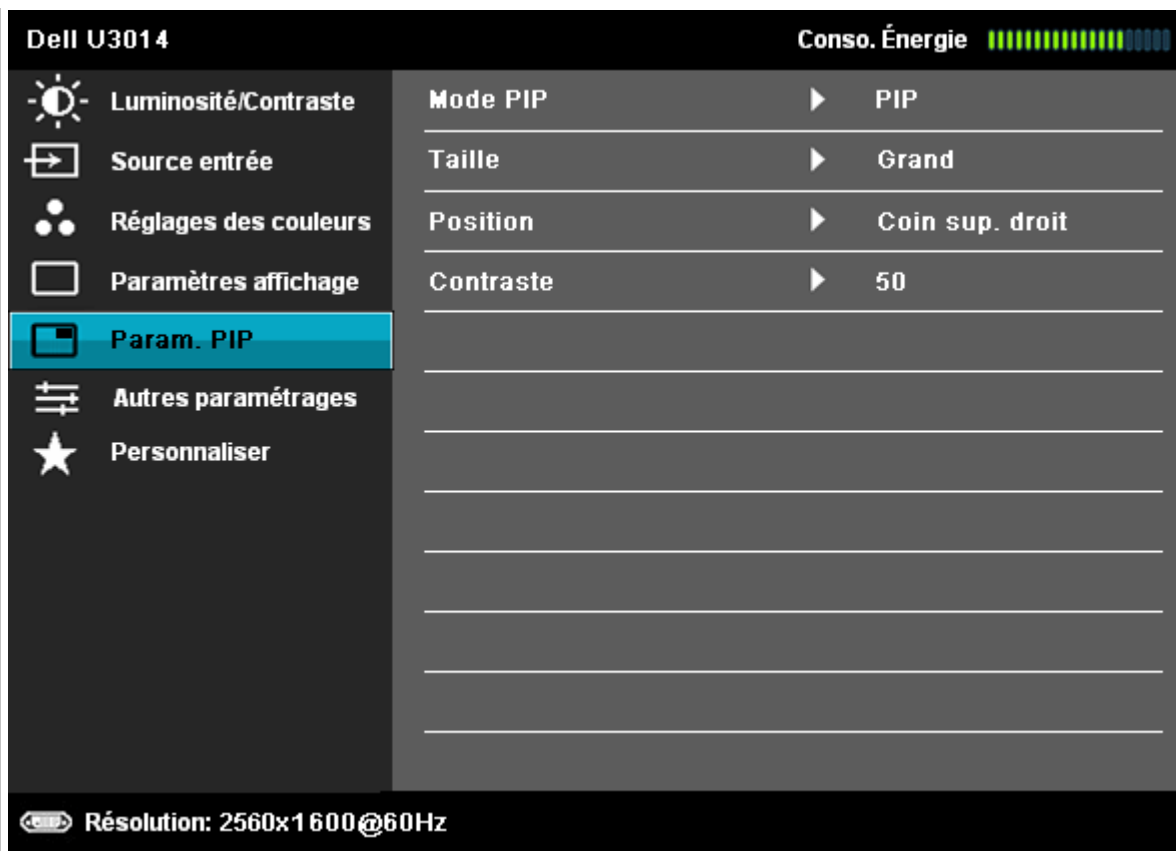 Dell U3014
Conso. Énergie
Luminosité/Contraste
Source entrée
Réglages des couleurs
Paramètres affichage
Param. PIP
Autres paramétrages
Personnaliser
Mode PIP PIP
Taille Grand
Position Coin sup. droit
Contraste 50
Résolution: 2560x1600@60Hz